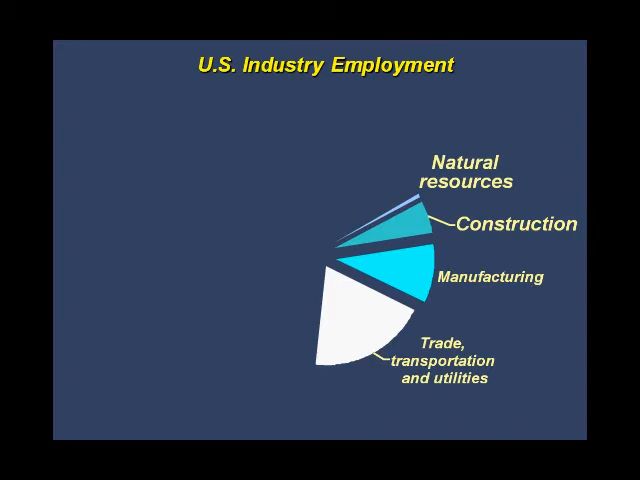 U.S. Industry Employment
Natural
resources
Construction
Manufacturing
Trade,
transportation
and utilities